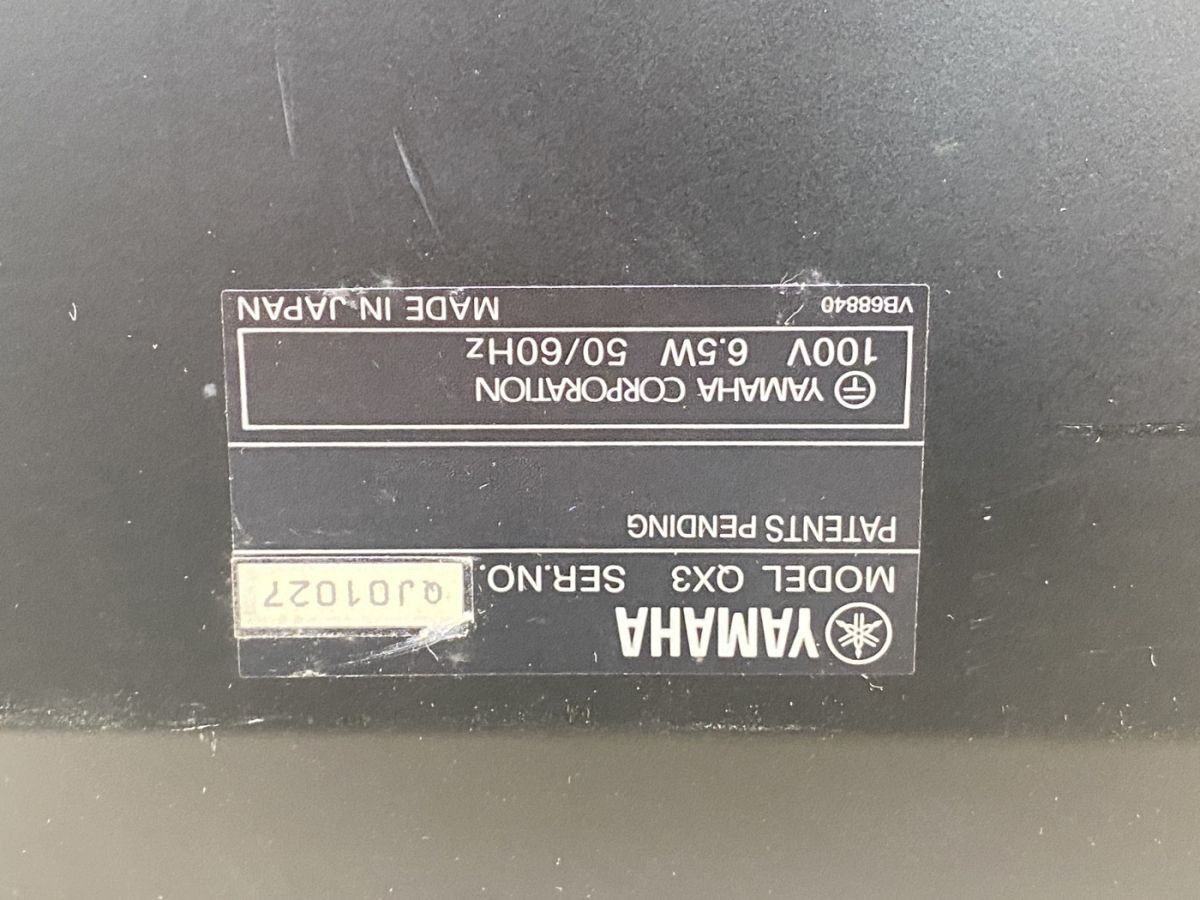 YAMAHA
MODEL QX3 SER.NO. QJ01027
PATENTS PENDING
YAMAHA CORPORATION
100V 6.5W 50/60Hz
VB68840 MADE IN JAPAN